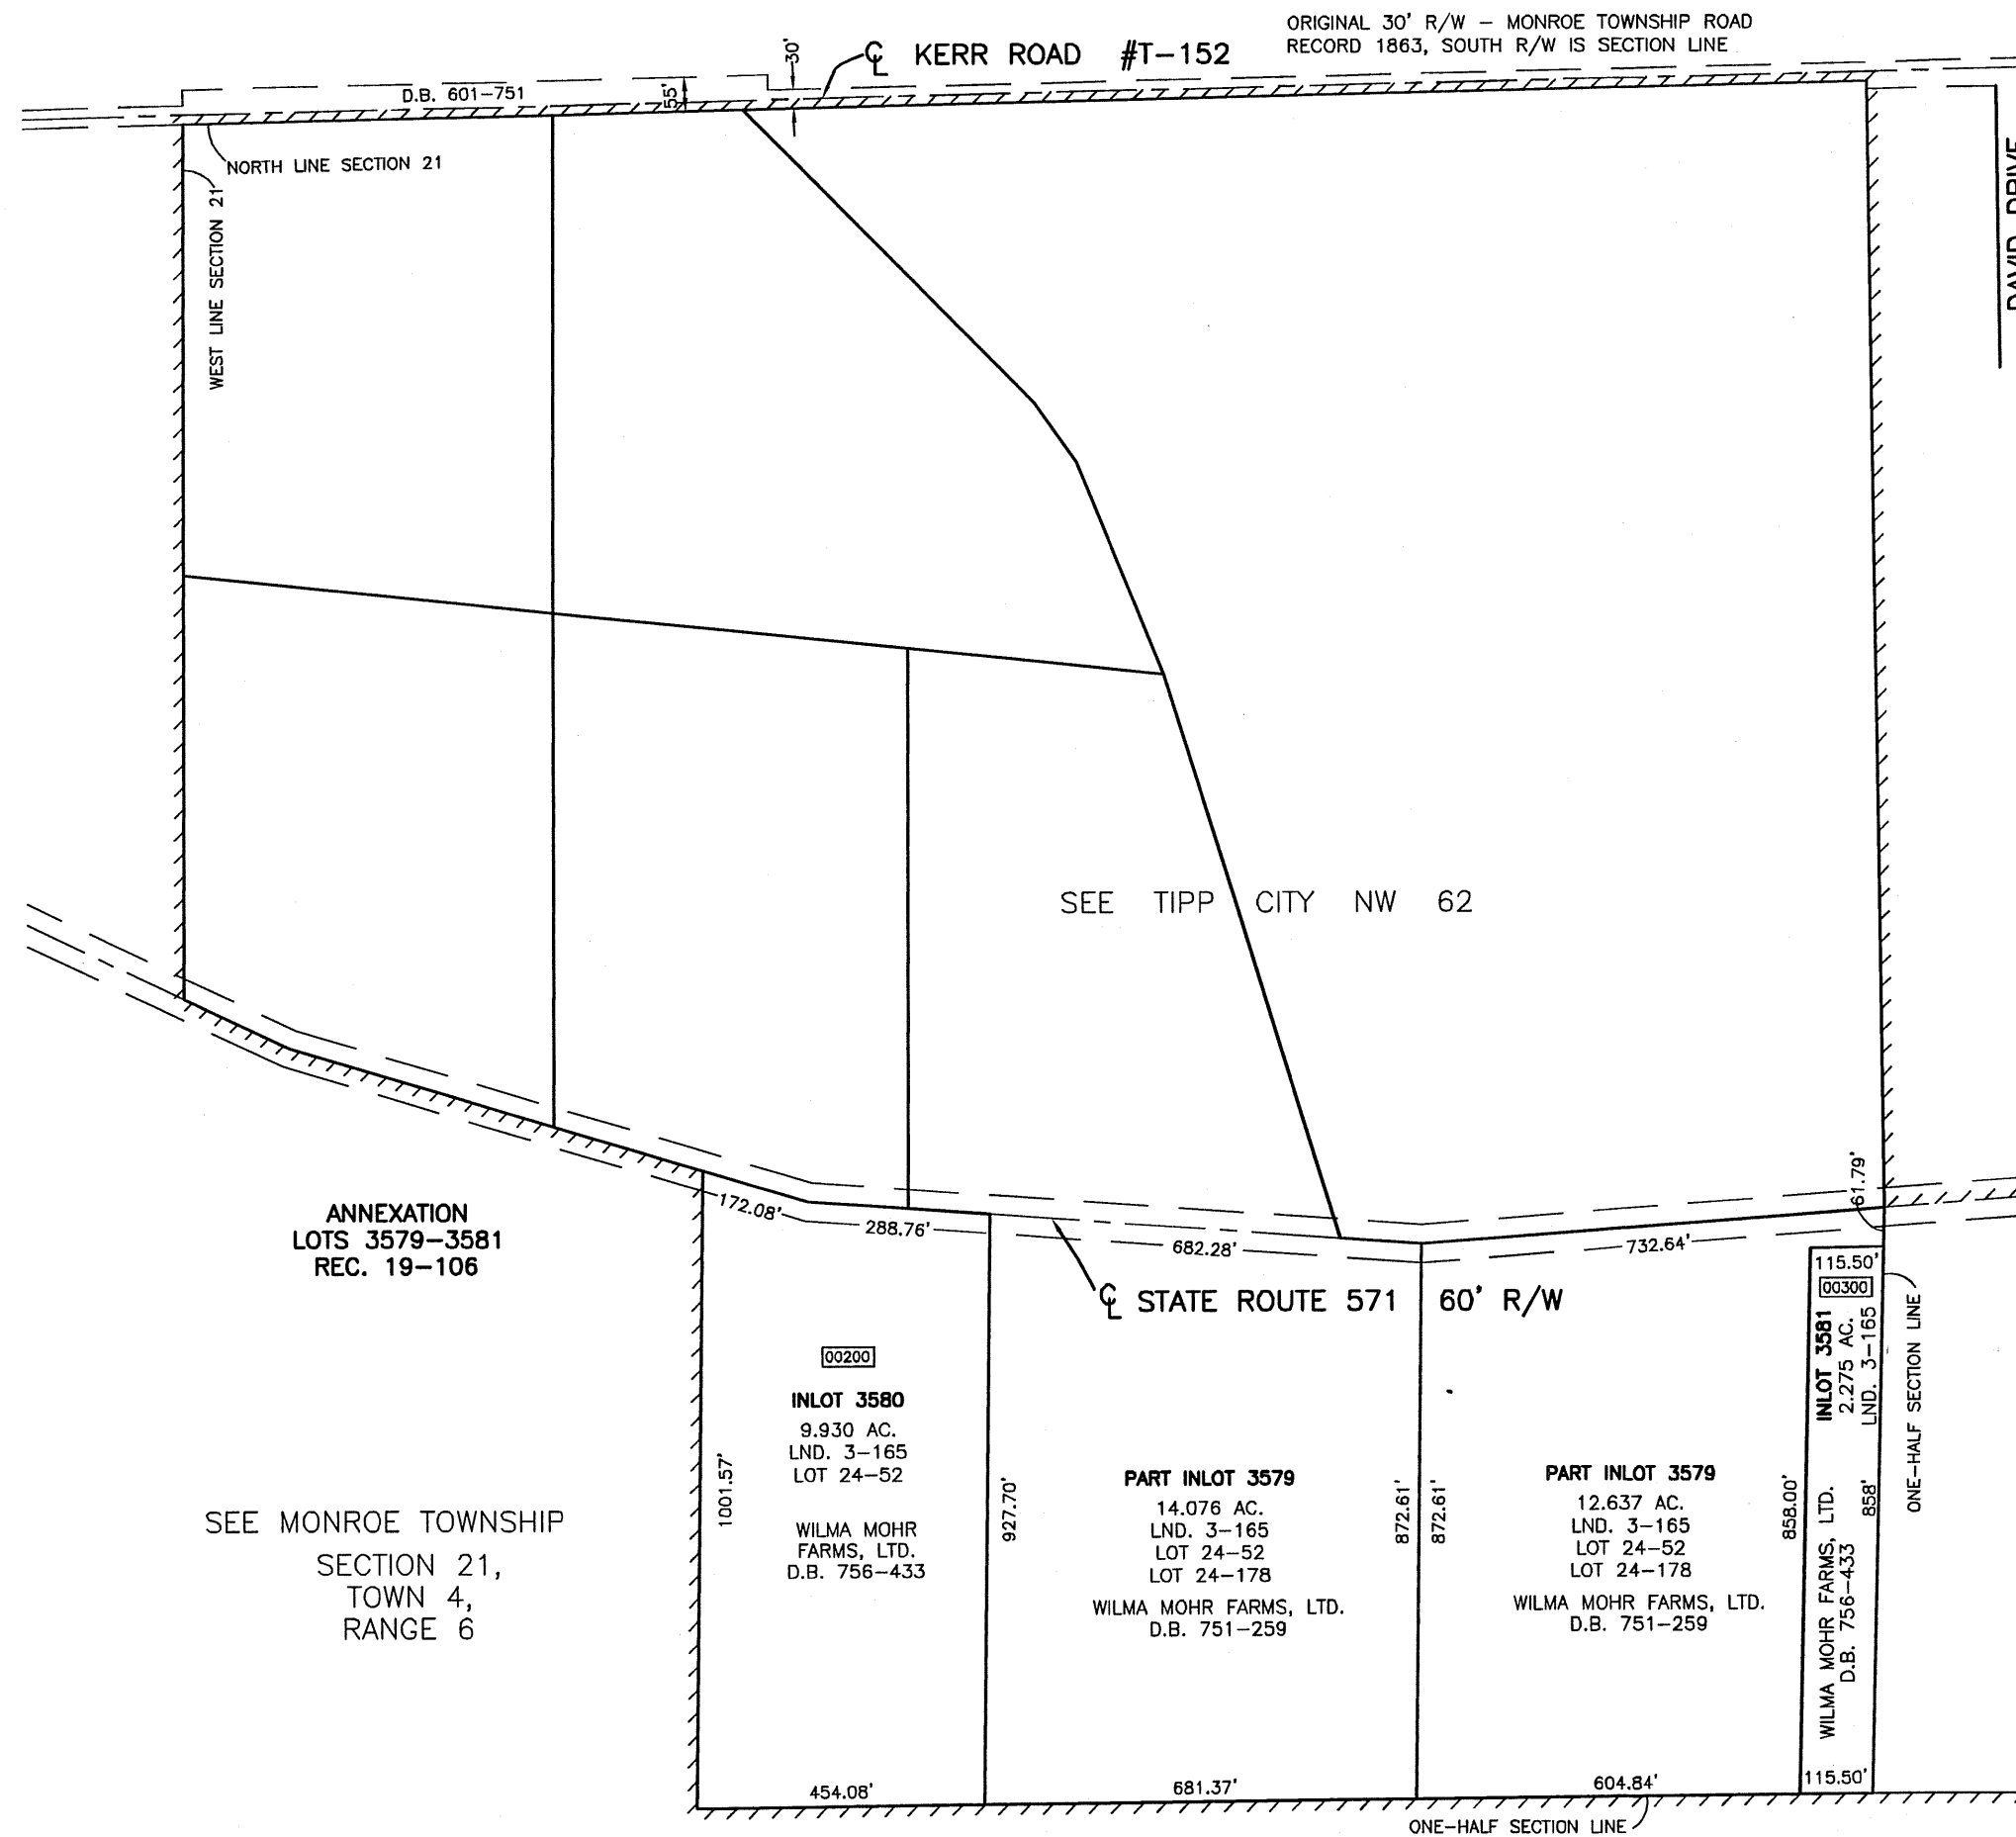 ORIGINAL 30' R/W – MONROE TOWNSHIP ROAD
RECORD 1863, SOUTH R/W IS SECTION LINE
℄ KERR ROAD #T–152
30'
55'
D.B. 601–751
NORTH LINE SECTION 21
WEST LINE SECTION 21
DAVID DRIVE
SEE TIPP CITY NW 62
ANNEXATION
LOTS 3579–3581
REC. 19–106
172.08'
288.76'
682.28'
732.64'
61.79'
℄ STATE ROUTE 571 60' R/W
SEE MONROE TOWNSHIP
SECTION 21,
TOWN 4,
RANGE 6
1001.57'
00200
INLOT 3580
9.930 AC.
LND. 3–165
LOT 24–52
WILMA MOHR
FARMS, LTD.
D.B. 756–433
454.08'
927.70'
PART INLOT 3579
14.076 AC.
LND. 3–165
LOT 24–52
LOT 24–178
WILMA MOHR FARMS, LTD.
D.B. 751–259
681.37'
872.61'
872.61'
PART INLOT 3579
12.637 AC.
LND. 3–165
LOT 24–52
LOT 24–178
WILMA MOHR FARMS, LTD.
D.B. 751–259
604.84'
858.00'
115.50'
00300
INLOT 3581
2.275 AC.
LND. 3–165
WILMA MOHR FARMS, LTD.
D.B. 756–433
858'
115.50'
ONE–HALF SECTION LINE
ONE–HALF SECTION LINE